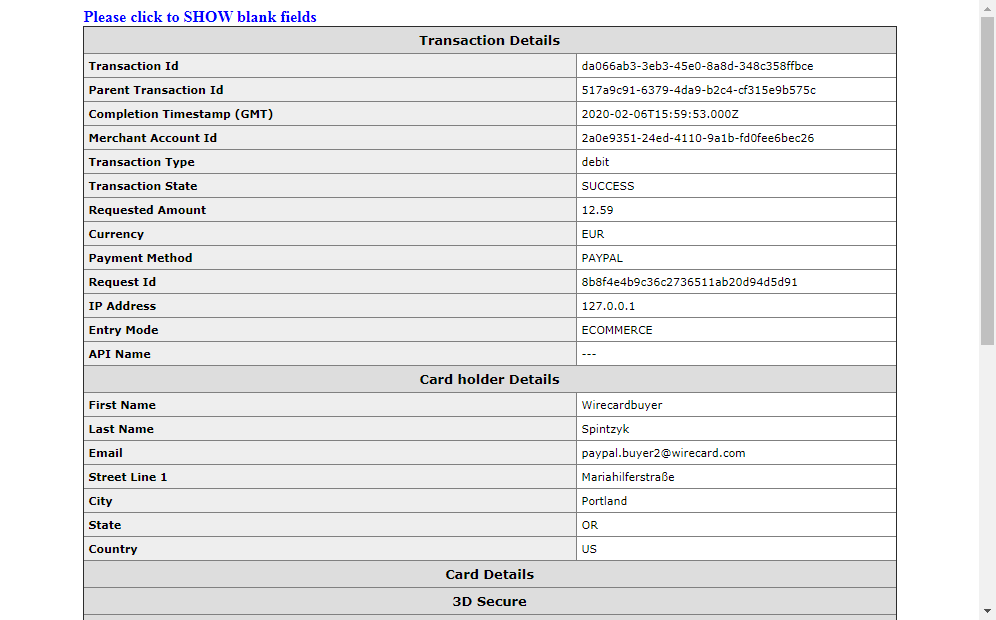 Please click to SHOW blank fields
Transaction Details
Transaction Id da066ab3-3eb3-45e0-8a8d-348c358ffbce
Parent Transaction Id 517a9c91-6379-4da9-b2c4-cf315e9b575c
Completion Timestamp (GMT) 2020-02-06T15:59:53.000Z
Merchant Account Id 2a0e9351-24ed-4110-9a1b-fd0fee6bec26
Transaction Type debit
Transaction State SUCCESS
Requested Amount 12.59
Currency EUR
Payment Method PAYPAL
Request Id 8b8f4e4b9c36c2736511ab20d94d5d91
IP Address 127.0.0.1
Entry Mode ECOMMERCE
API Name ---
Card holder Details
First Name Wirecardbuyer
Last Name Spintzyk
Email paypal.buyer2@wirecard.com
Street Line 1 Mariahilferstraße
City Portland
State OR
Country US
Card Details
3D Secure